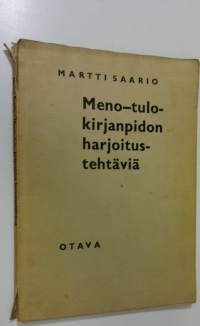 MARTTI SAARIO
Meno-tulo-
kirjanpidon
harjoitus-
tehtäviä
OTAVA